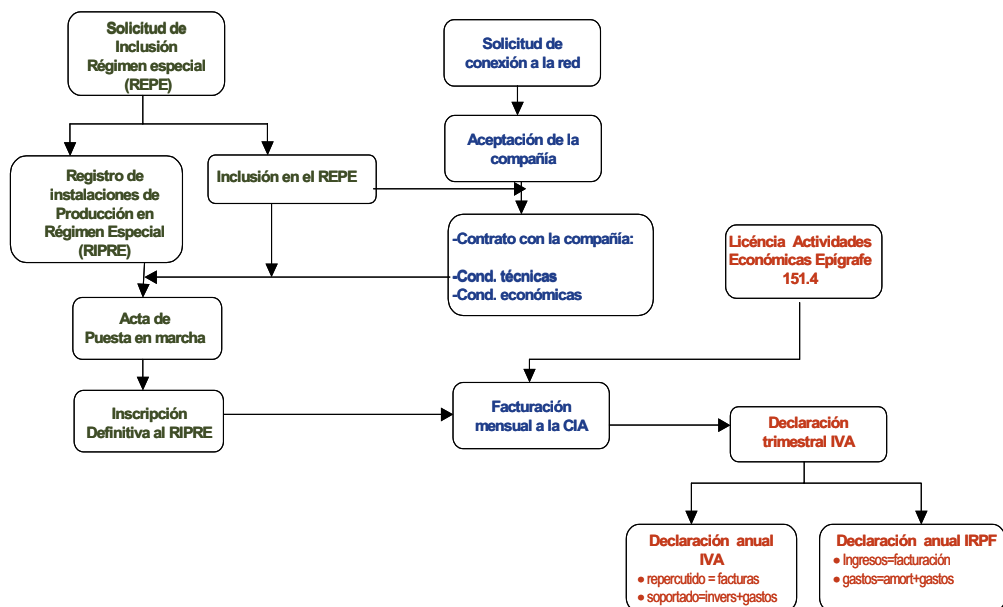 Solicitud de
Inclusión
Régimen especial
(REPE)
Solicitud de
conexión a la red
Aceptación de la
compañía
Registro de
instalaciones de
Producción en
Régimen Especial
(RIPRE)
Inclusión en el REPE
-Contrato con la compañía:
-Cond. técnicas
-Cond. económicas
Licéncia Actividades
Económicas Epígrafe
151.4
Acta de
Puesta en marcha
Inscripción
Definitiva al RIPRE
Facturación
mensual a la CIA
Declaración
trimestral IVA
Declaración anual
IVA
• repercutido = facturas
• soportado=invers+gastos
Declaración anual IRPF
• Ingresos=facturación
• gastos=amort+gastos